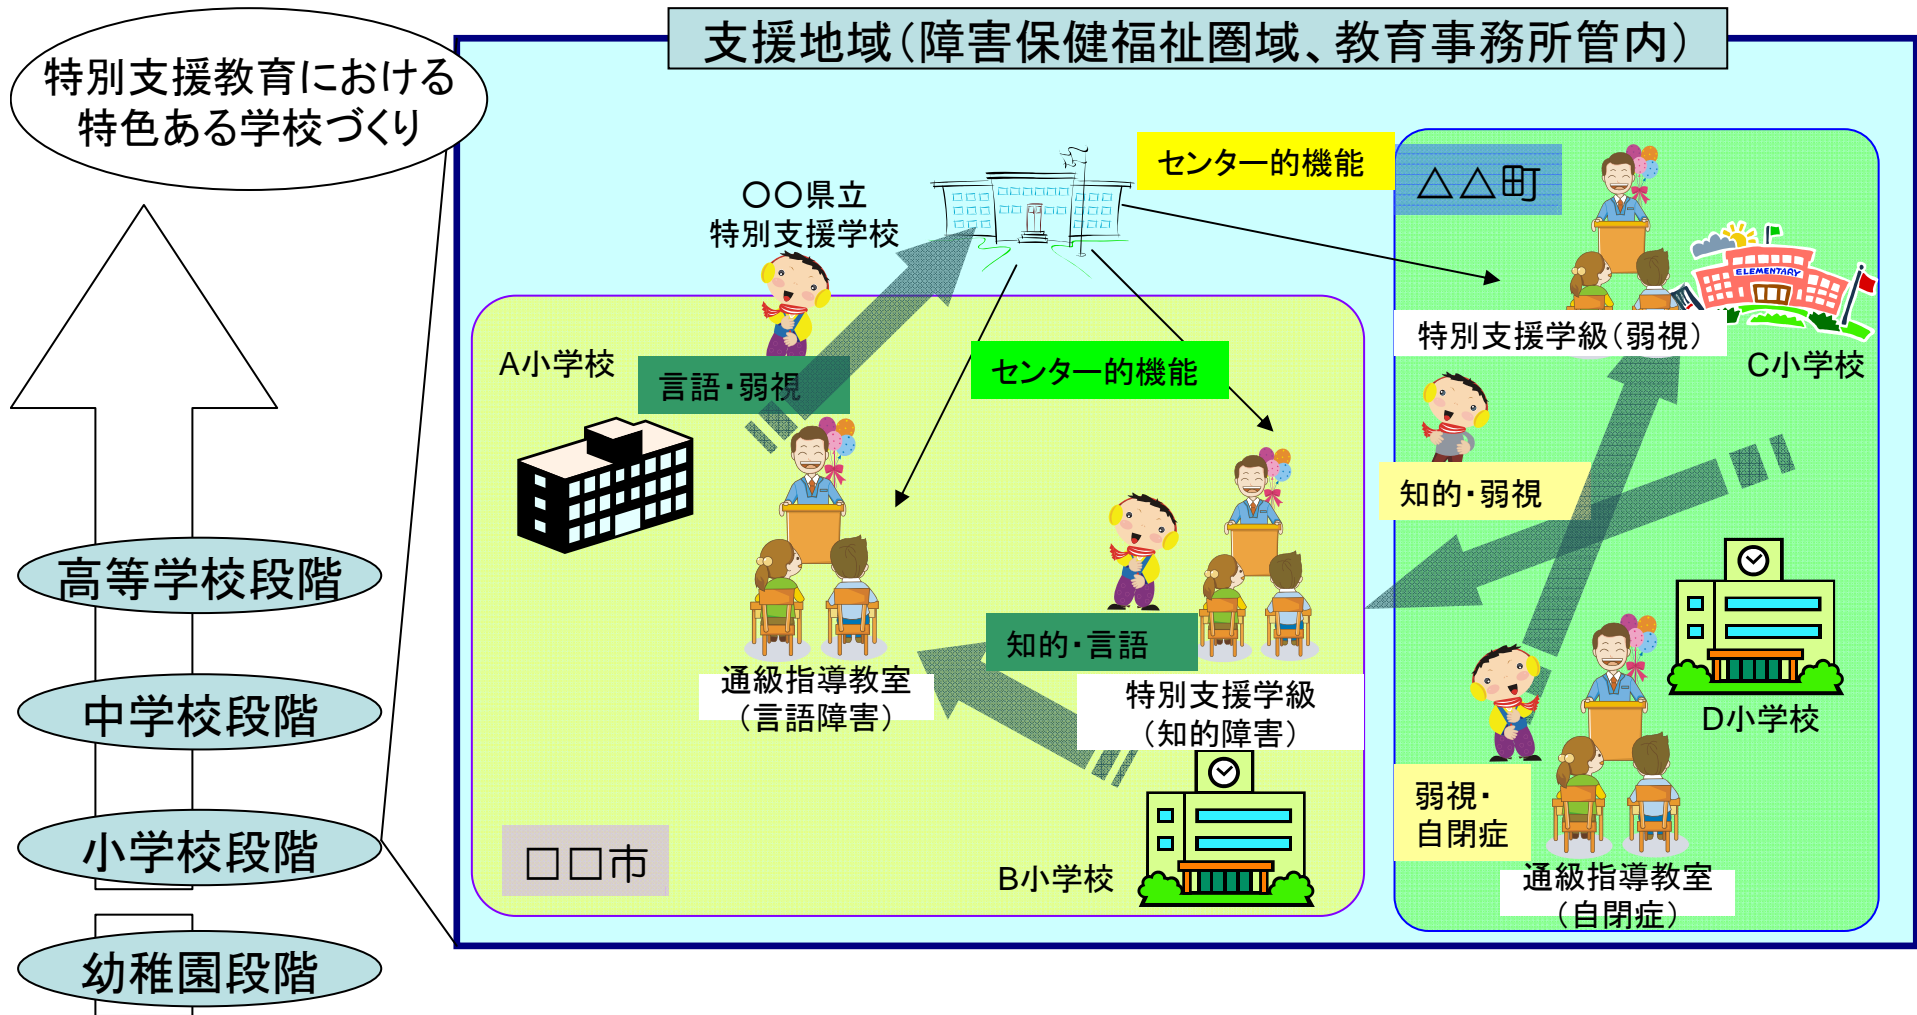 支援地域（障害保健福祉圏域、教育事務所管内）
特別支援教育における
特色ある学校づくり
高等学校段階
中学校段階
小学校段階
幼稚園段階
〇〇県立
特別支援学校
センター的機能
△△町
ELEMENTARY
特別支援学級（弱視）
C小学校
A小学校
言語・弱視
センター的機能
知的・弱視
知的・言語
通級指導教室
（言語障害）
特別支援学級
（知的障害）
D小学校
弱視・
自閉症
通級指導教室
（自閉症）
B小学校
□□市